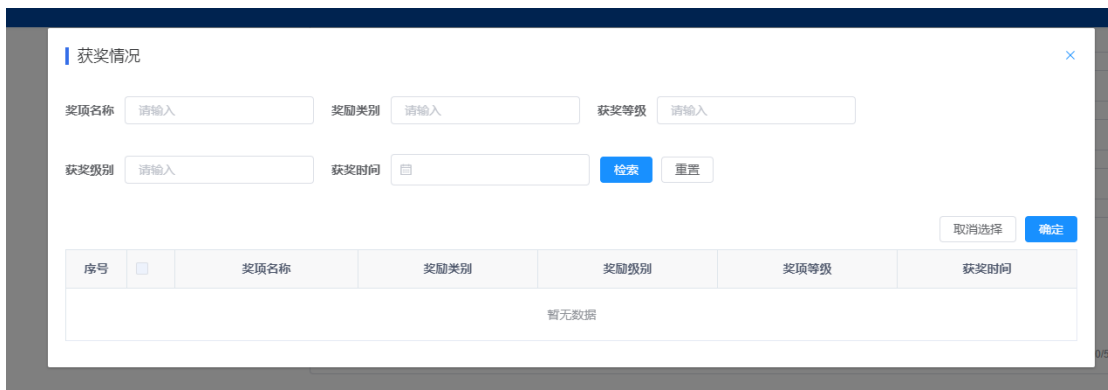 获奖情况
奖项名称 请输入 奖励类别 请输入 获奖等级 请输入
获奖级别 请输入 获奖时间 检索 重置
取消选择 确定
序号 奖项名称 奖励类别 奖励级别 奖项等级 获奖时间
暂无数据